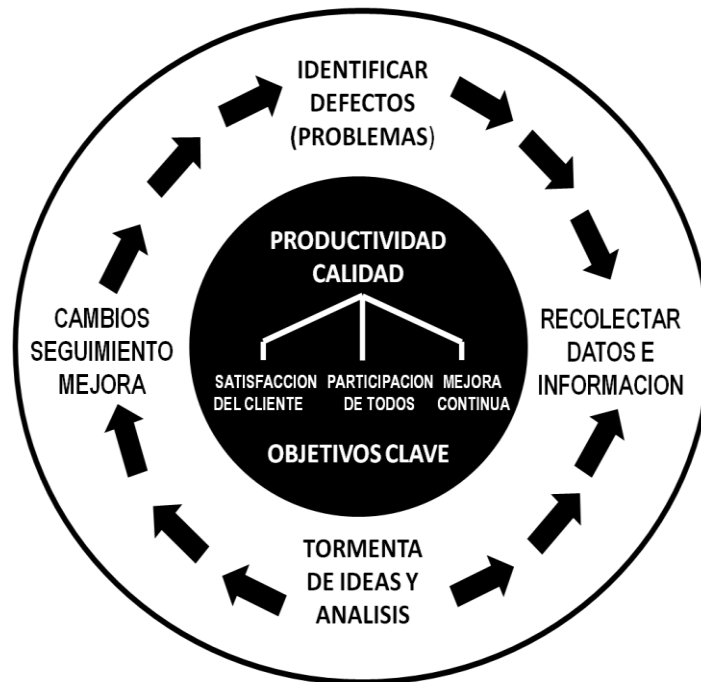 IDENTIFICAR
DEFECTOS
(PROBLEMAS)
PRODUCTIVIDAD
CALIDAD
SATISFACCION
DEL CLIENTE
PARTICIPACION
DE TODOS
MEJORA
CONTINUA
OBJETIVOS CLAVE
RECOLECTAR
DATOS E
INFORMACION
TORMENTA
DE IDEAS Y
ANALISIS
CAMBIOS
SEGUIMIENTO
MEJORA